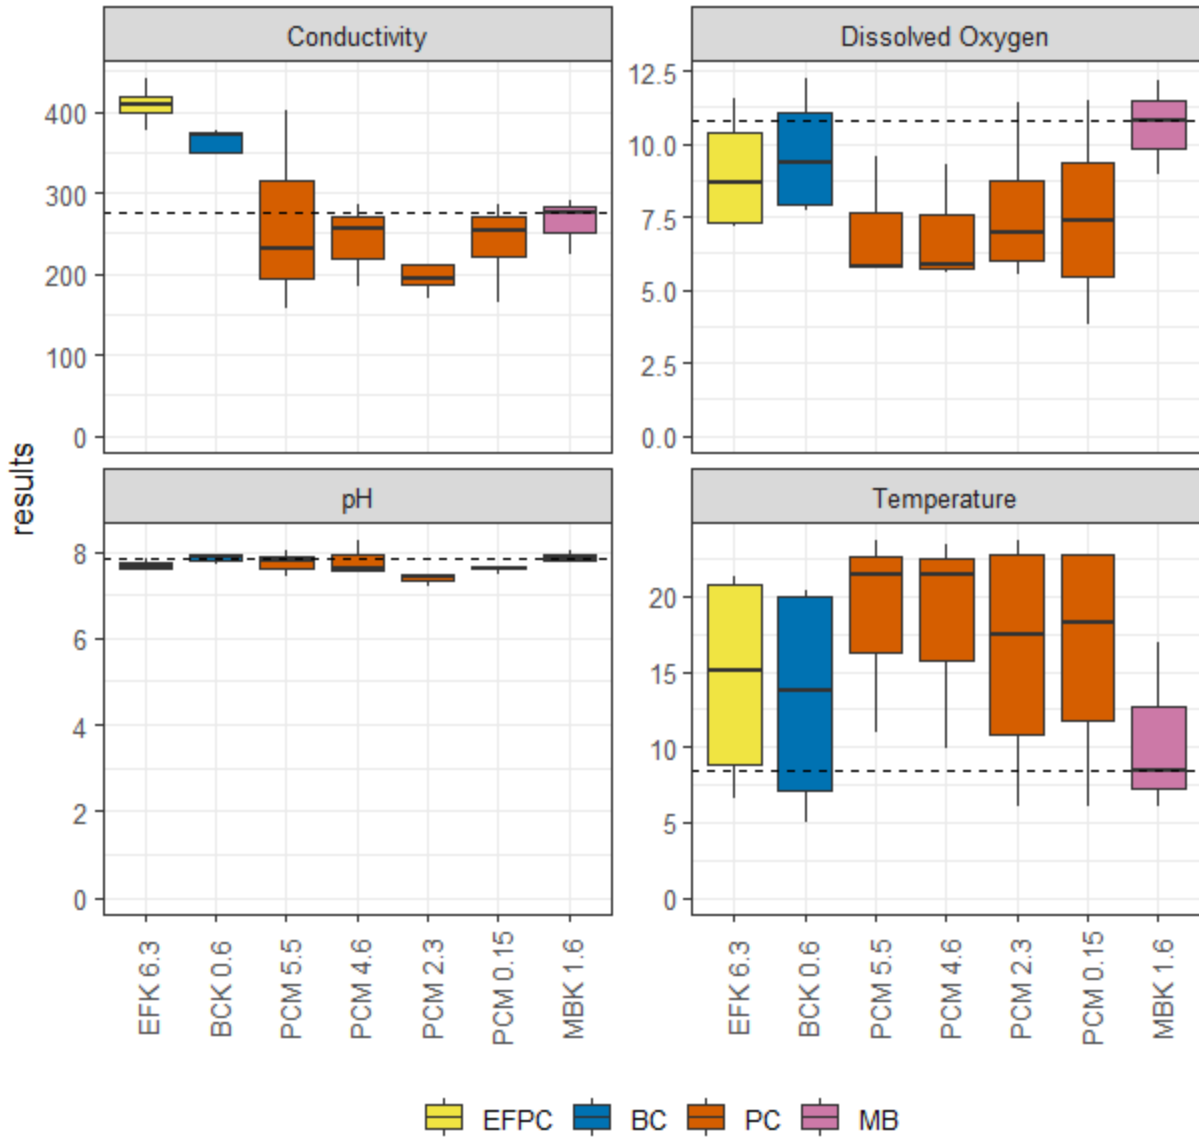 Conductivity
Dissolved Oxygen
400
300
200
100
0
12.5
10.0
7.5
5.0
2.5
0.0
results
pH
Temperature
8
6
4
2
0
20
15
10
5
0
EFK 6.3
BCK 0.6
PCM 5.5
PCM 4.6
PCM 2.3
PCM 0.15
MBK 1.6
EFK 6.3
BCK 0.6
PCM 5.5
PCM 4.6
PCM 2.3
PCM 0.15
MBK 1.6
EFPC BC PC MB